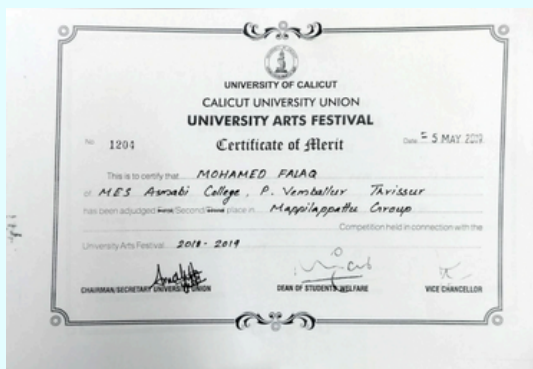 UNIVERSITY OF CALICUT
CALICUT UNIVERSITY UNION
UNIVERSITY ARTS FESTIVAL
No. 1204 Certificate of Merit Date 5 MAY 2019
This is to certify that MOHAMED FALAQ
of MES Asmabi College, P. Vemballur Thrissur
has been adjudged /Second/ place in Mappilappattu Group
Competition held in connection with the
University Arts Festival 2018-2019
CHAIRMAN/SECRETARY UNIVERSITY UNION DEAN OF STUDENTS WELFARE VICE CHANCELLOR